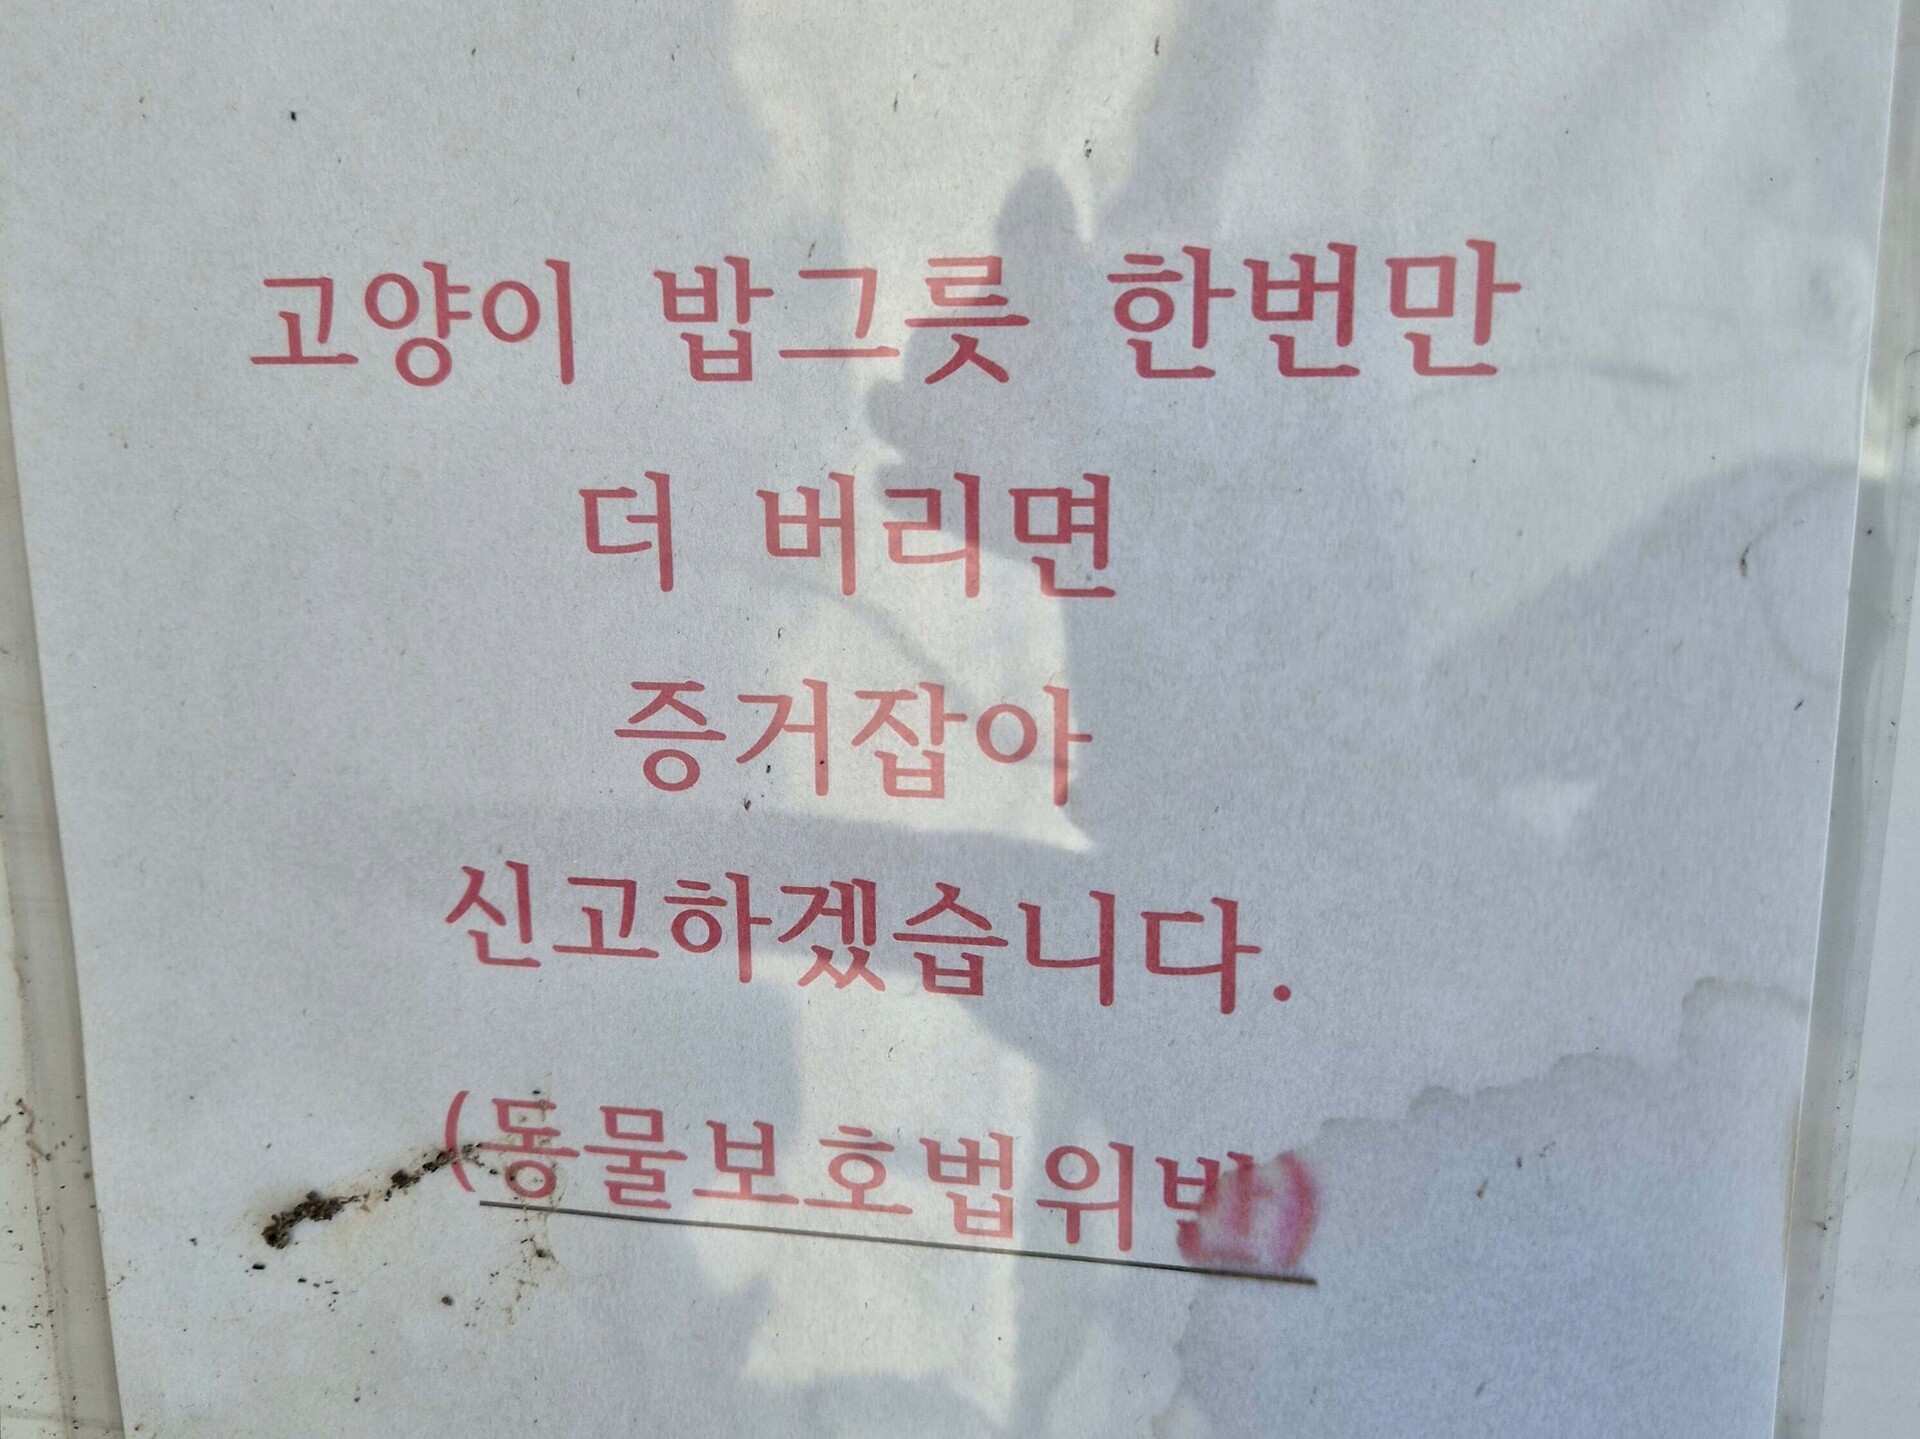 고양이 밥그릇 한번만
더 버리면
증거잡아
신고하겠습니다.
(동물보호법위반)